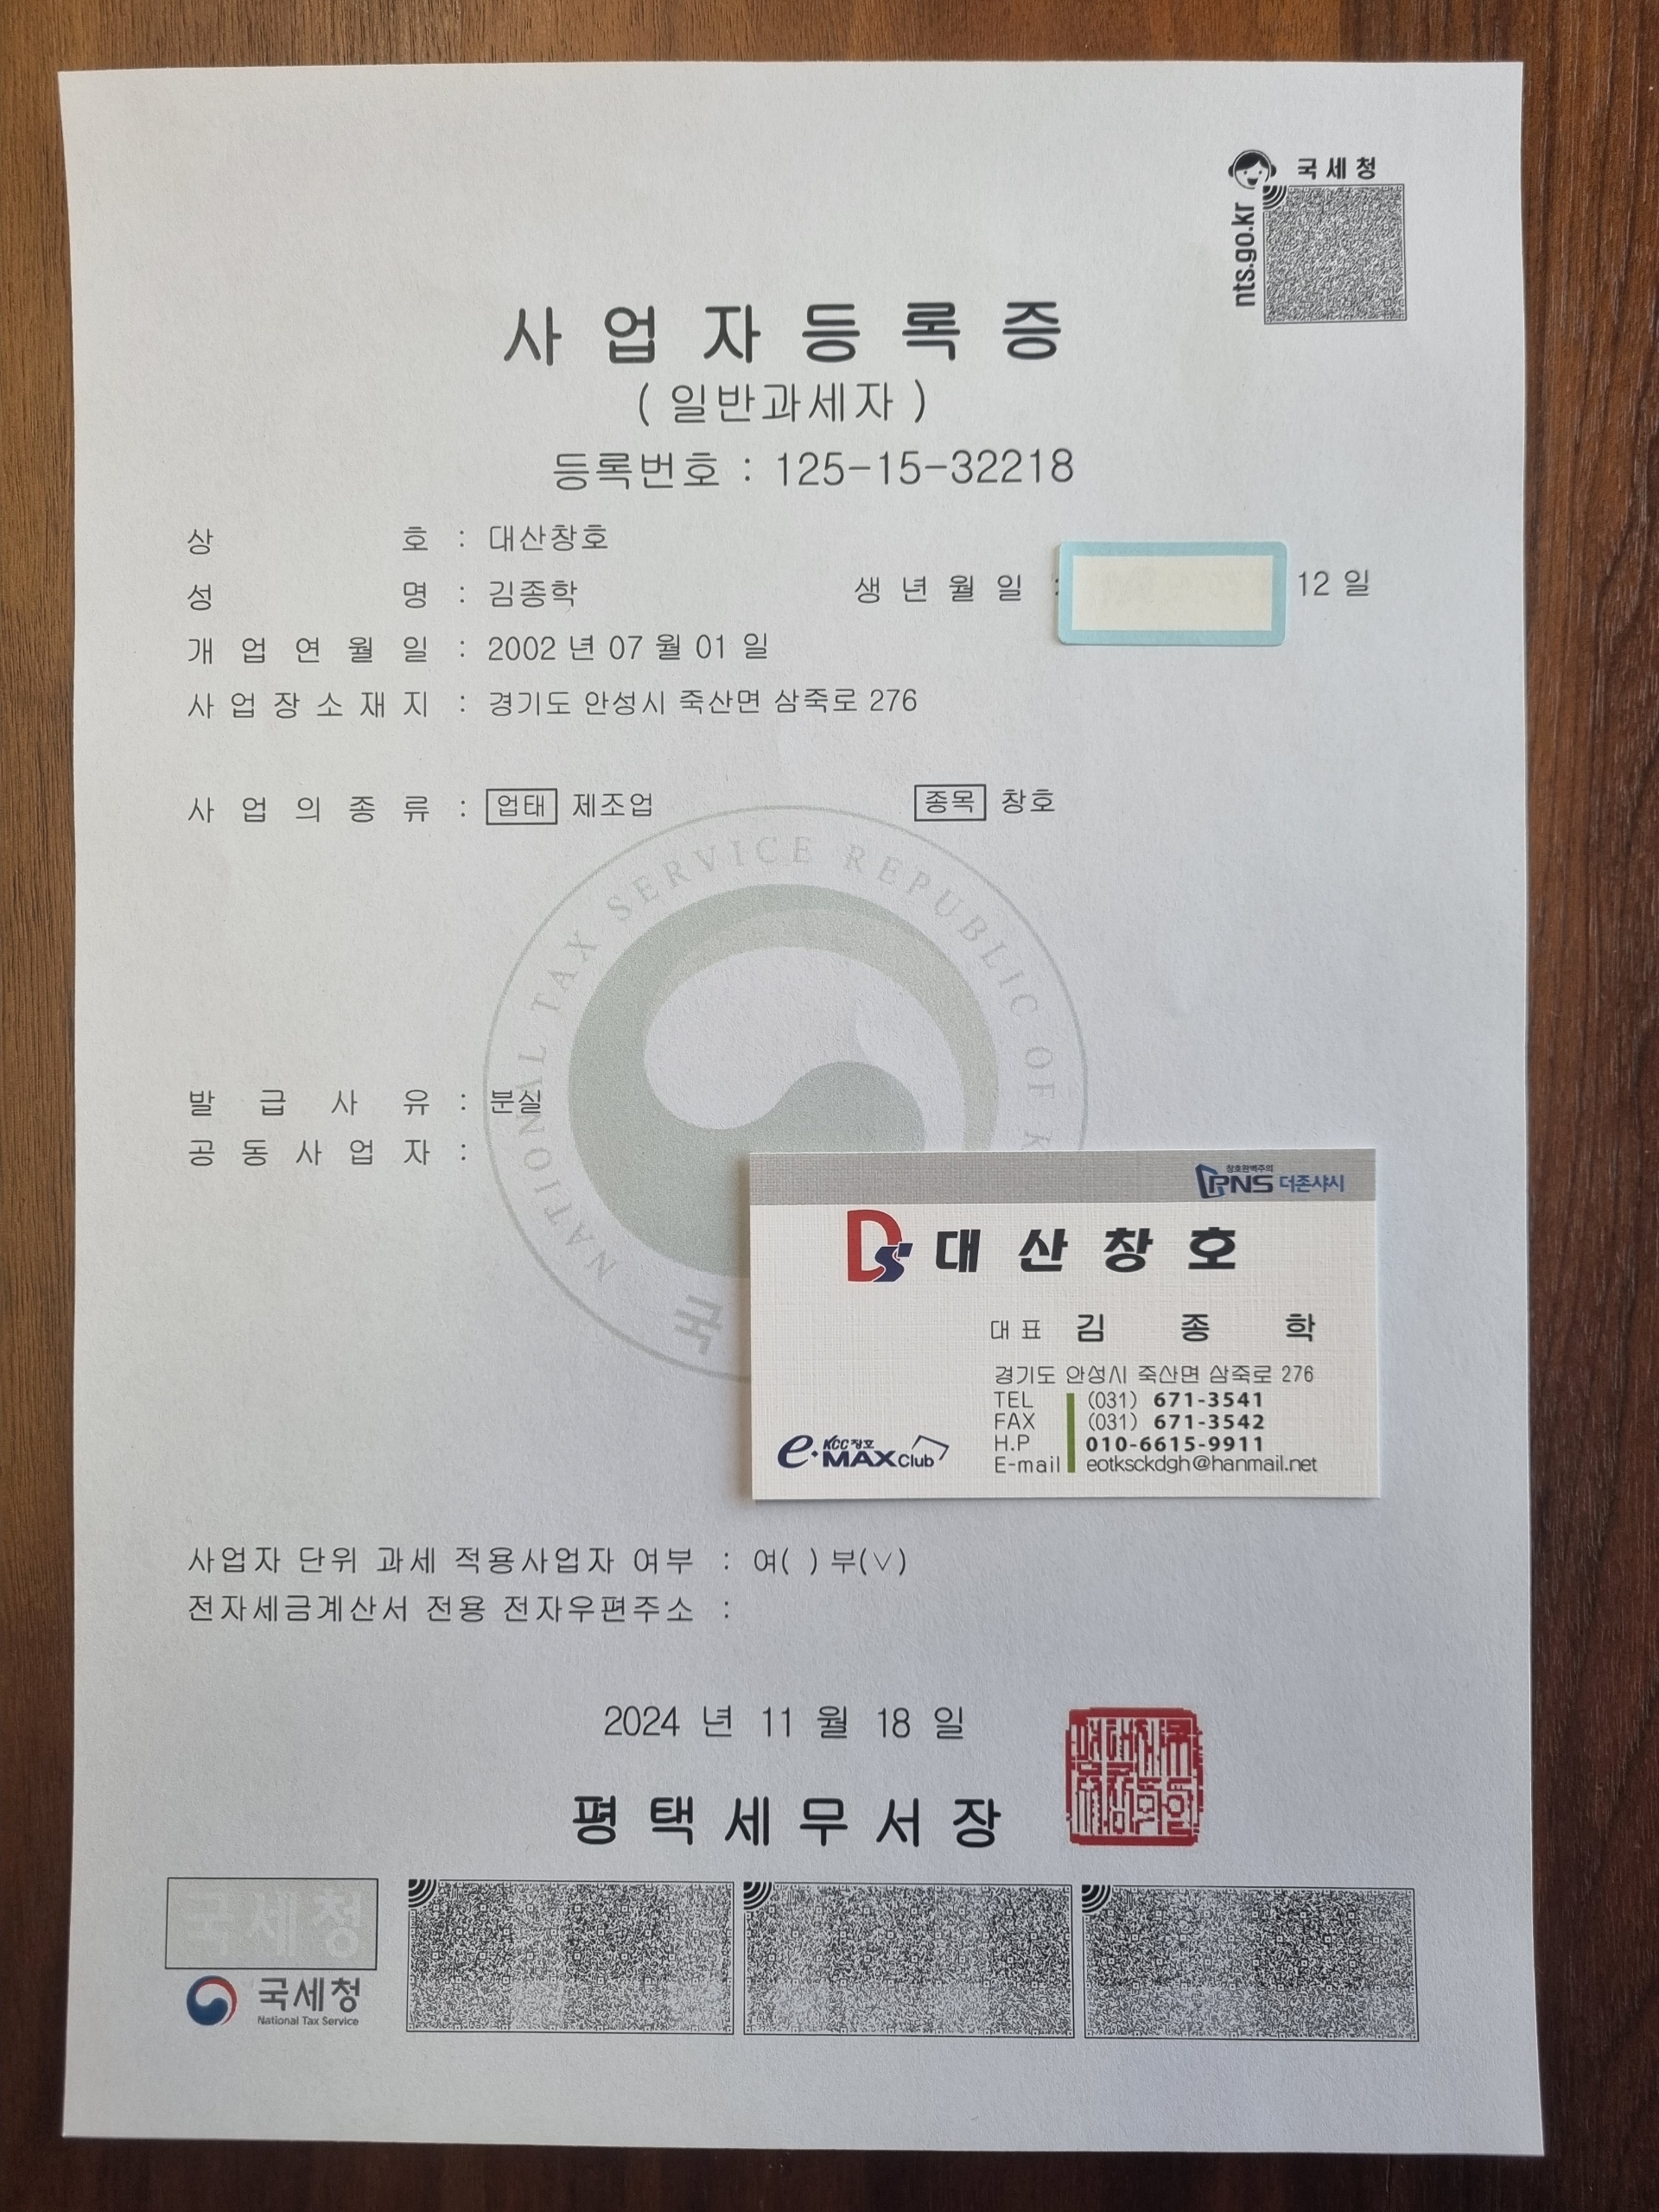 국세청
nts.go.kr
사업자등록증
( 일반과세자 )
등록번호 : 125-15-32218
상 호 : 대산창호
성 명 : 김종학 생년월일 : 12 일
개업연월일 : 2002 년 07 월 01 일
사업장소재지 : 경기도 안성시 죽산면 삼죽로 276
사업의종류 : 업태 제조업 종목 창호
NATIONAL TAX SERVICE REPUBLIC OF K
발급사유 : 분실
공동사업자 :
국
창호완벽주의
PNS 더존샤시
Ds 대산창호
대표 김종학
경기도 안성시 죽산면 삼죽로 276
TEL (031) 671-3541
FAX (031) 671-3542
H.P 010-6615-9911
E-mail eotksckdgh@hanmail.net
KCC창호
e·MAX Club
사업자 단위 과세 적용사업자 여부 : 여( ) 부(∨)
전자세금계산서 전용 전자우편주소 :
2024 년 11 월 18 일
평택세무서장
국세청
국세청
National Tax Service